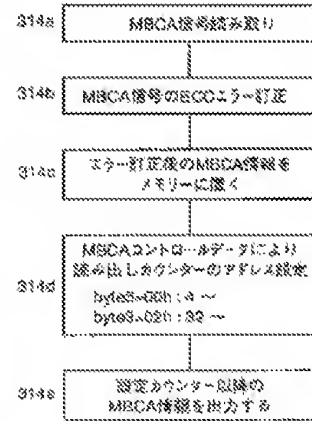 314a
MBCA信号読み取り
314b
MBCA信号のECCエラー訂正
314c
エラー訂正後のMBCA情報を
メモリーに置く
314d
MBCAコントロールデータにより
読み出しカウンターのアドレス設定
byte3=00h : 4 ～
byte3=02h : 32 ～
314e
設定カウンター以降の
MBCA情報を出力する